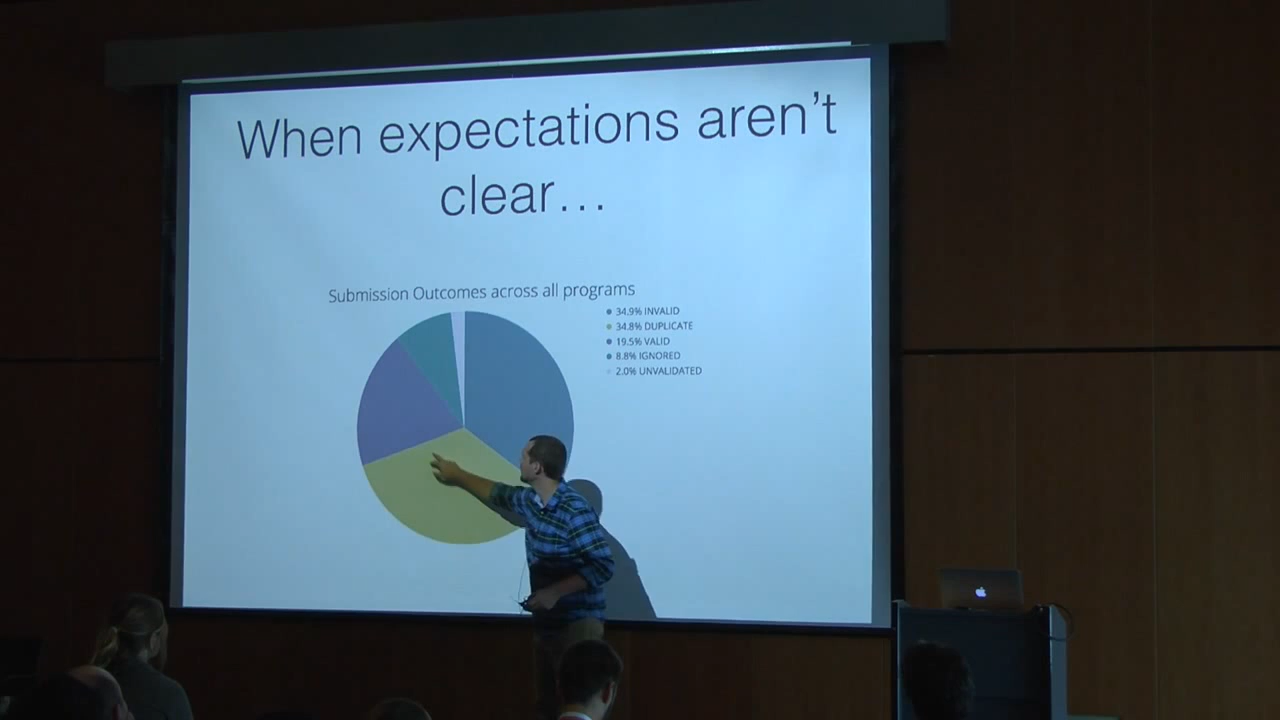 When expectations aren't
clear...
Submission Outcomes across all programs
34.9% INVALID
34.8% DUPLICATE
19.5% VALID
8.8% IGNORED
2.0% UNVALIDATED